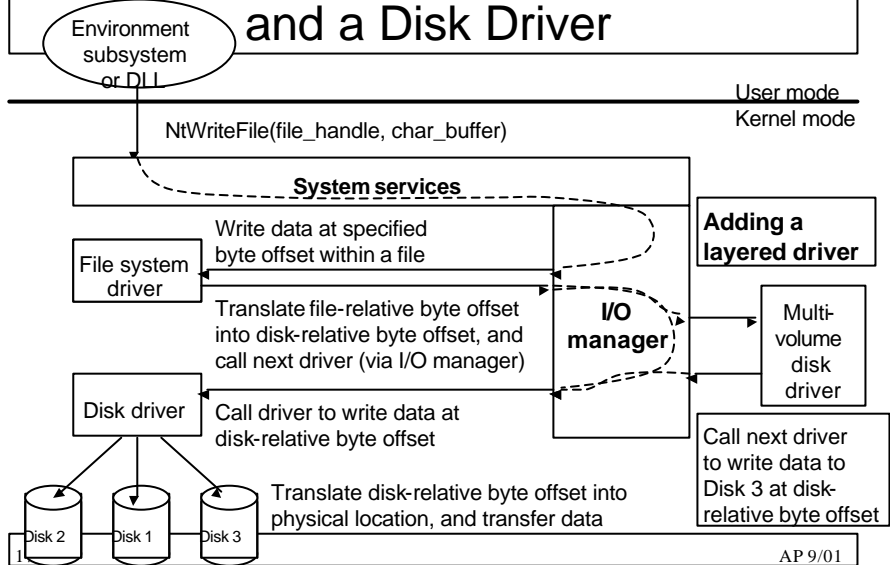 and a Disk Driver
Environment
subsystem
or DLL
User mode
Kernel mode
NtWriteFile(file_handle, char_buffer)
System services
Write data at specified
byte offset within a file
Adding a
layered driver
File system
driver
Translate file-relative byte offset
into disk-relative byte offset, and
call next driver (via I/O manager)
I/O
manager
Multi-
volume
disk
driver
Disk driver
Call driver to write data at
disk-relative byte offset
Call next driver
to write data to
Disk 3 at disk-
relative byte offset
Translate disk-relative byte offset into
physical location, and transfer data
Disk 2
Disk 1
Disk 3
AP 9/01